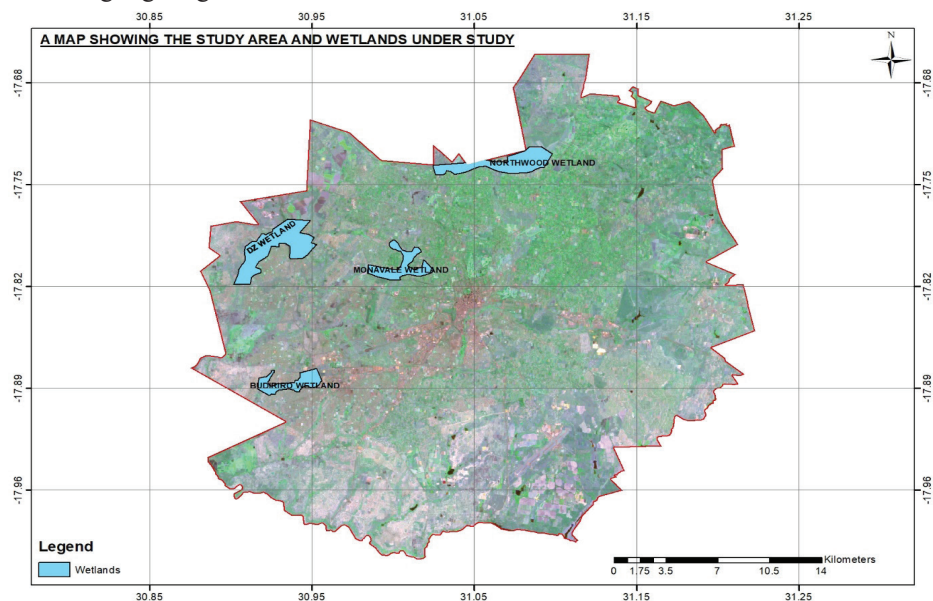 30.85 30.95 31.05 31.15 31.25
A MAP SHOWING THE STUDY AREA AND WETLANDS UNDER STUDY
N
-17.68 -17.68
NORTHWOOD WETLAND
-17.75 -17.75
DZ WETLAND
MONAVALE WETLAND
-17.82 -17.82
BUDIRIRO WETLAND
-17.89 -17.89
-17.96 -17.96
Legend
Wetlands
Kilometers
0 1.75 3.5 7 10.5 14
30.85 30.95 31.05 31.15 31.25